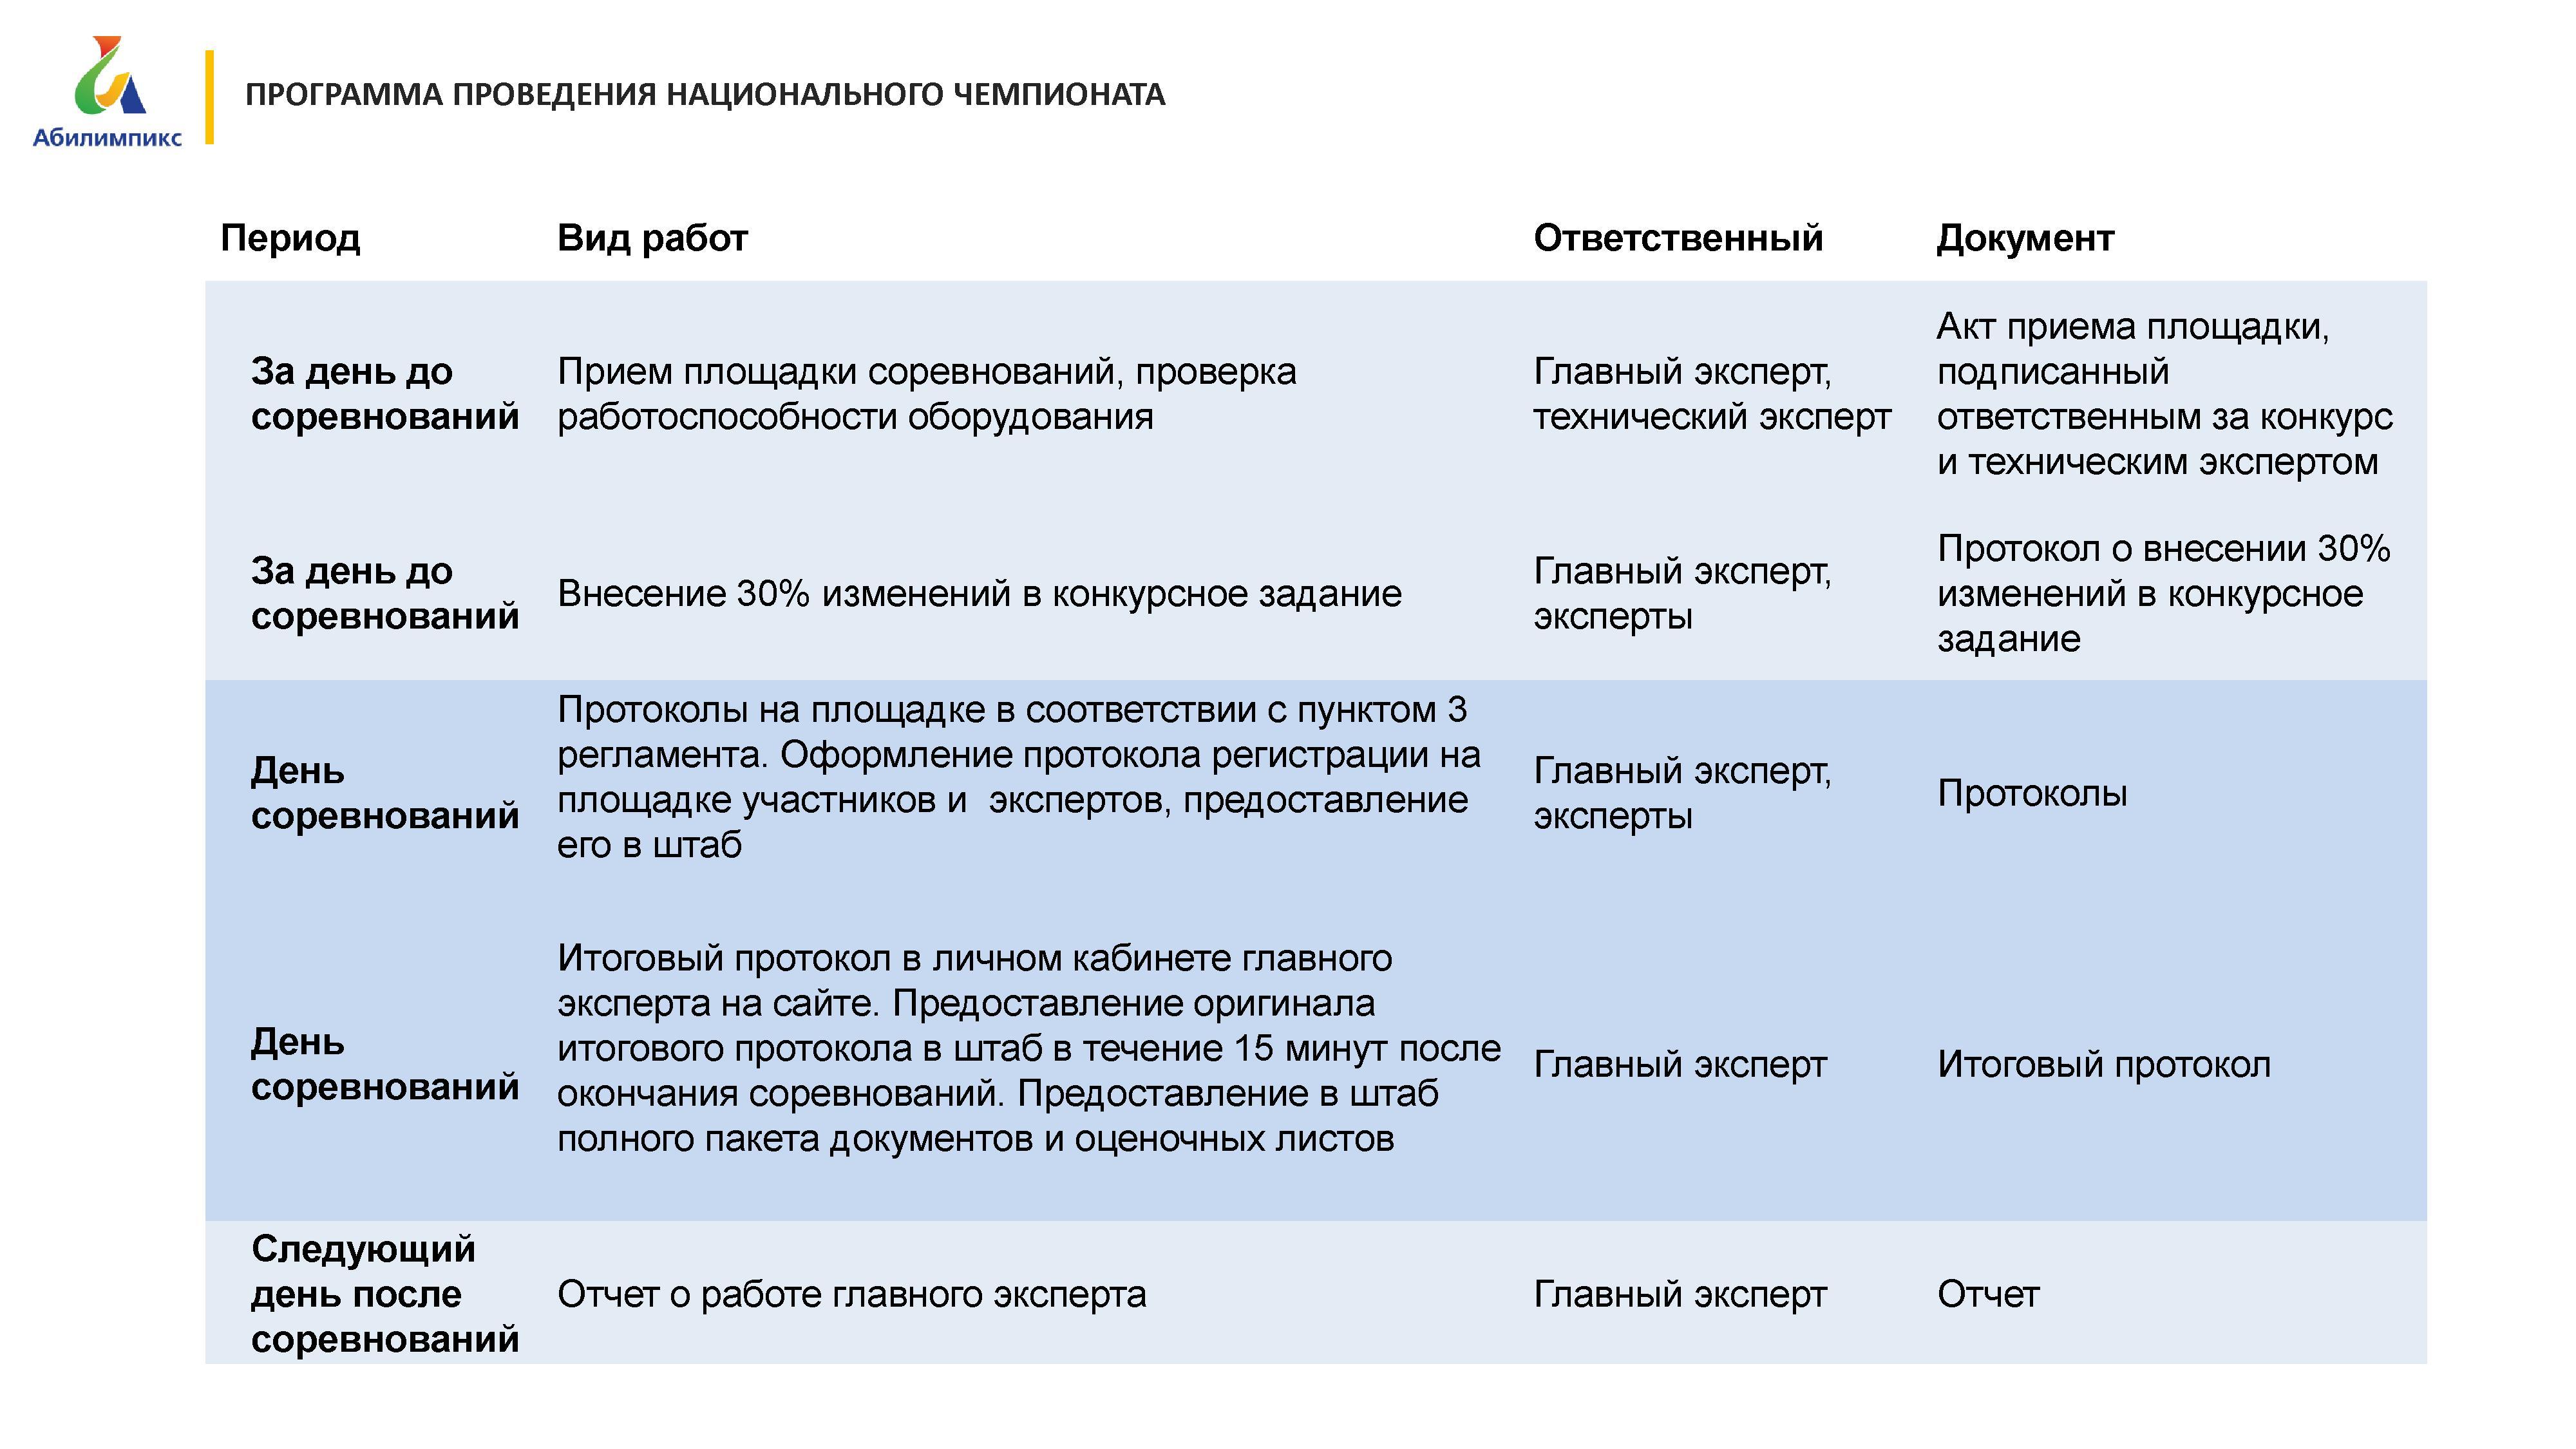 Абилимпикс
ПРОГРАММА ПРОВЕДЕНИЯ НАЦИОНАЛЬНОГО ЧЕМПИОНАТА
Период
Вид работ
Ответственный
Документ
За день до
соревнований
Прием площадки соревнований, проверка
работоспособности оборудования
Главный эксперт,
технический эксперт
Акт приема площадки,
подписанный
ответственным за конкурс
и техническим экспертом
За день до
соревнований
Внесение 30% изменений в конкурсное задание
Главный эксперт,
эксперты
Протокол о внесении 30%
изменений в конкурсное
задание
День
соревнований
Протоколы на площадке в соответствии с пунктом 3
регламента. Оформление протокола регистрации на
площадке участников и  экспертов, предоставление
его в штаб
Главный эксперт,
эксперты
Протоколы
День
соревнований
Итоговый протокол в личном кабинете главного
эксперта на сайте. Предоставление оригинала
итогового протокола в штаб в течение 15 минут после
окончания соревнований. Предоставление в штаб
полного пакета документов и оценочных листов
Главный эксперт
Итоговый протокол
Следующий
день после
соревнований
Отчет о работе главного эксперта
Главный эксперт
Отчет